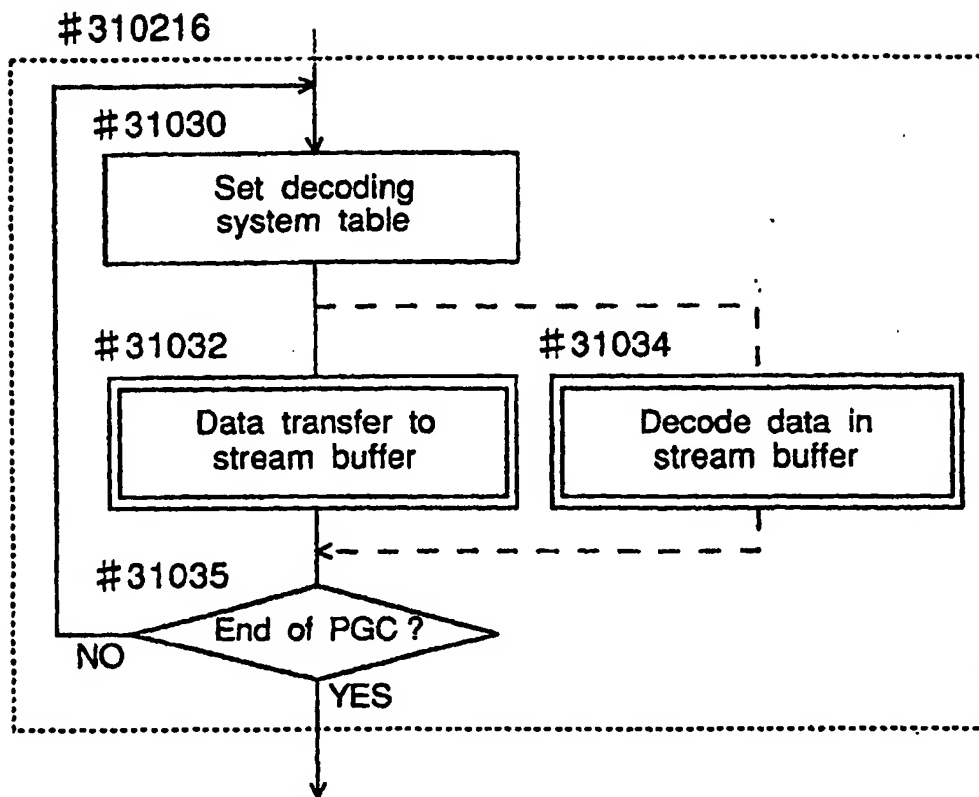 #310216
#31030
Set decoding
system table
#31032
Data transfer to
stream buffer
#31034
Decode data in
stream buffer
#31035
End of PGC ?
NO
YES